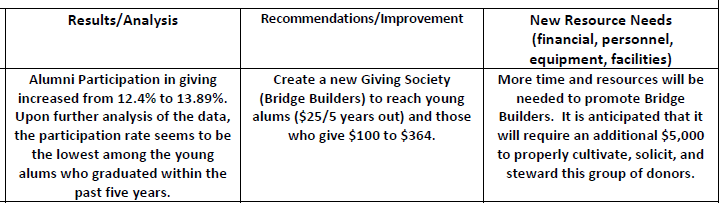 Results/Analysis
Recommendations/Improvement
New Resource Needs
(financial, personnel,
equipment, facilities)
Alumni Participation in giving
increased from 12.4% to 13.89%.
Upon further analysis of the data,
the participation rate seems to be
the lowest among the young
alums who graduated within the
past five years.
Create a new Giving Society
(Bridge Builders) to reach young
alums ($25/5 years out) and those
who give $100 to $364.
More time and resources will be
needed to promote Bridge
Builders.  It is anticipated that it
will require an additional $5,000
to properly cultivate, solicit, and
steward this group of donors.